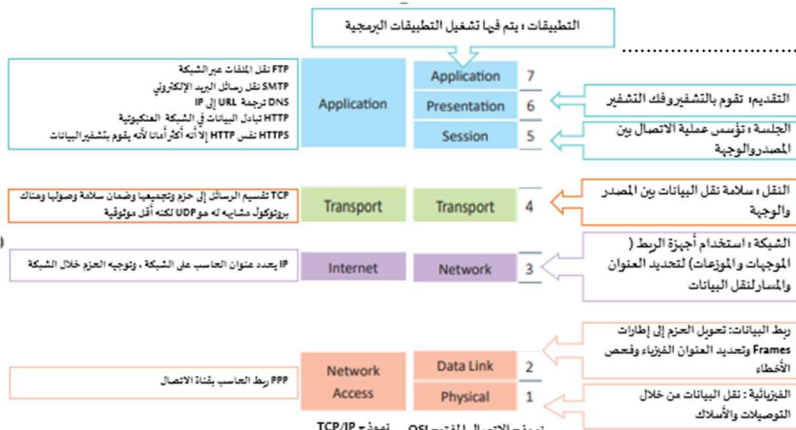 التطبيقات : يتم فيها تشغيل التطبيقات البرمجية
FTP نقل الملفات عبر الشبكة
SMTP نقل رسائل البريد الإلكتروني
DNS ترجمة URL إلى IP
HTTP تبادل البيانات في الشبكة العنكبوتية
HTTPS نفس HTTP إلا أنه أكثر أمانا لأنه يقوم بتشفير البيانات
Application
Application 7
Presentation 6
Session 5
التقديم: تقوم بالتشفير وفك التشفير
الجلسة : تؤسس عملية الاتصال بين
المصدر والوجهة
TCP تقسيم الرسائل إلى حزم وتجميعها وضمان سلامة وصولها وهناك
بروتوكول مشابه له هو UDP لكنه أقل موثوقية
Transport
Transport 4
النقل : سلامة نقل البيانات بين المصدر
والوجهة
IP يحدد عنوان الحاسب على الشبكة ، وتوجيه الحزم خلال الشبكة
Internet
Network 3
الشبكة : استخدام أجهزة الربط (
الموجهات والموزعات) لتحديد العنوان
والمسار لنقل البيانات
PPP ربط الحاسب بقناة الاتصال
Network
Access
Data Link 2
Physical 1
ربط البيانات: تحويل الحزم إلى إطارات
Frames وتحديد العنوان الفيزياء وفحص
الأخطاء
الفيزيائية : نقل البيانات من خلال
التوصيلات والأسلاك
نموذج TCP/IP
نموذج الاتصال المفتوح OSI